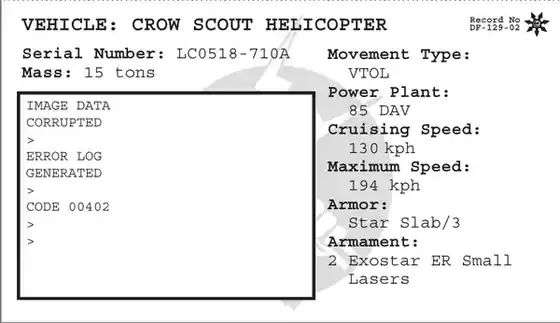 VEHICLE: CROW SCOUT HELICOPTER
Record No
DF-129-02
Serial Number: LC0518-710A
Mass: 15 tons
IMAGE DATA
CORRUPTED
>
ERROR LOG
GENERATED
>
CODE 00402
>
>
Movement Type:
VTOL
Power Plant:
85 DAV
Cruising Speed:
130 kph
Maximum Speed:
194 kph
Armor:
Star Slab/3
Armament:
2 Exostar ER Small
Lasers